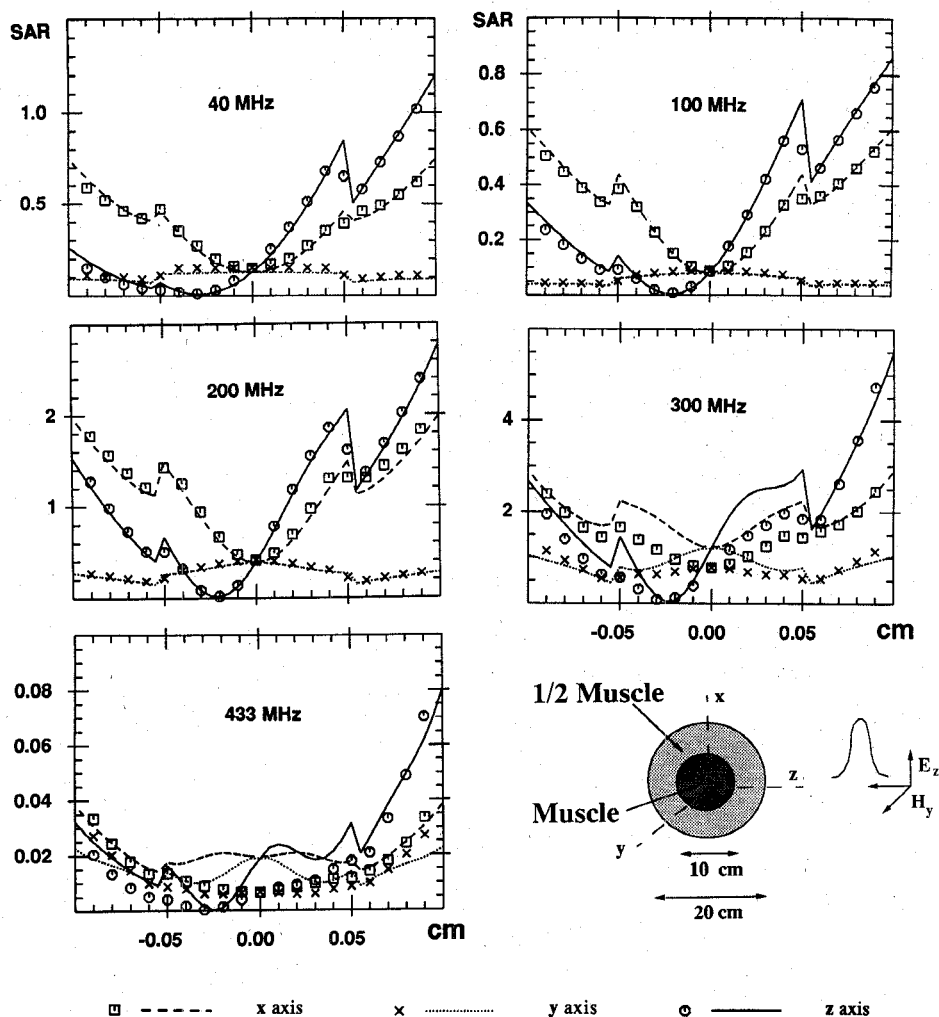 SAR
SAR
40 MHz
1.0
0.5
100 MHz
0.8
0.6
0.4
0.2
200 MHz
2
1
300 MHz
4
2
-0.05
0.00
0.05
cm
433 MHz
0.08
0.06
0.04
0.02
-0.05
0.00
0.05
cm
1/2 Muscle
x
z
Muscle
y
10 cm
20 cm
Ez
Hy
x axis
y axis
z axis